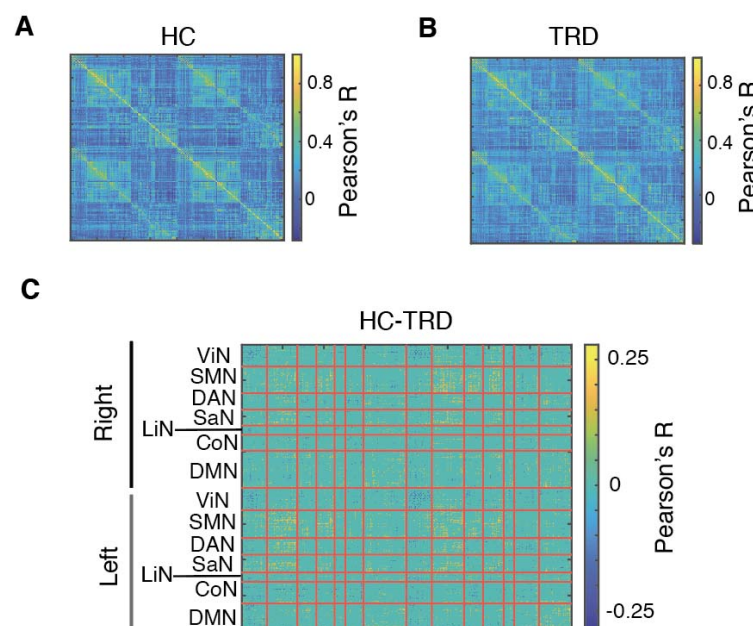 A
HC
0.8
0.4
0
Pearson's R
B
TRD
0.8
0.4
0
Pearson's R
C
HC-TRD
Right
ViN
SMN
DAN
SaN
LiN
CoN
DMN
Left
ViN
SMN
DAN
SaN
LiN
CoN
DMN
0.25
0
-0.25
Pearson's R